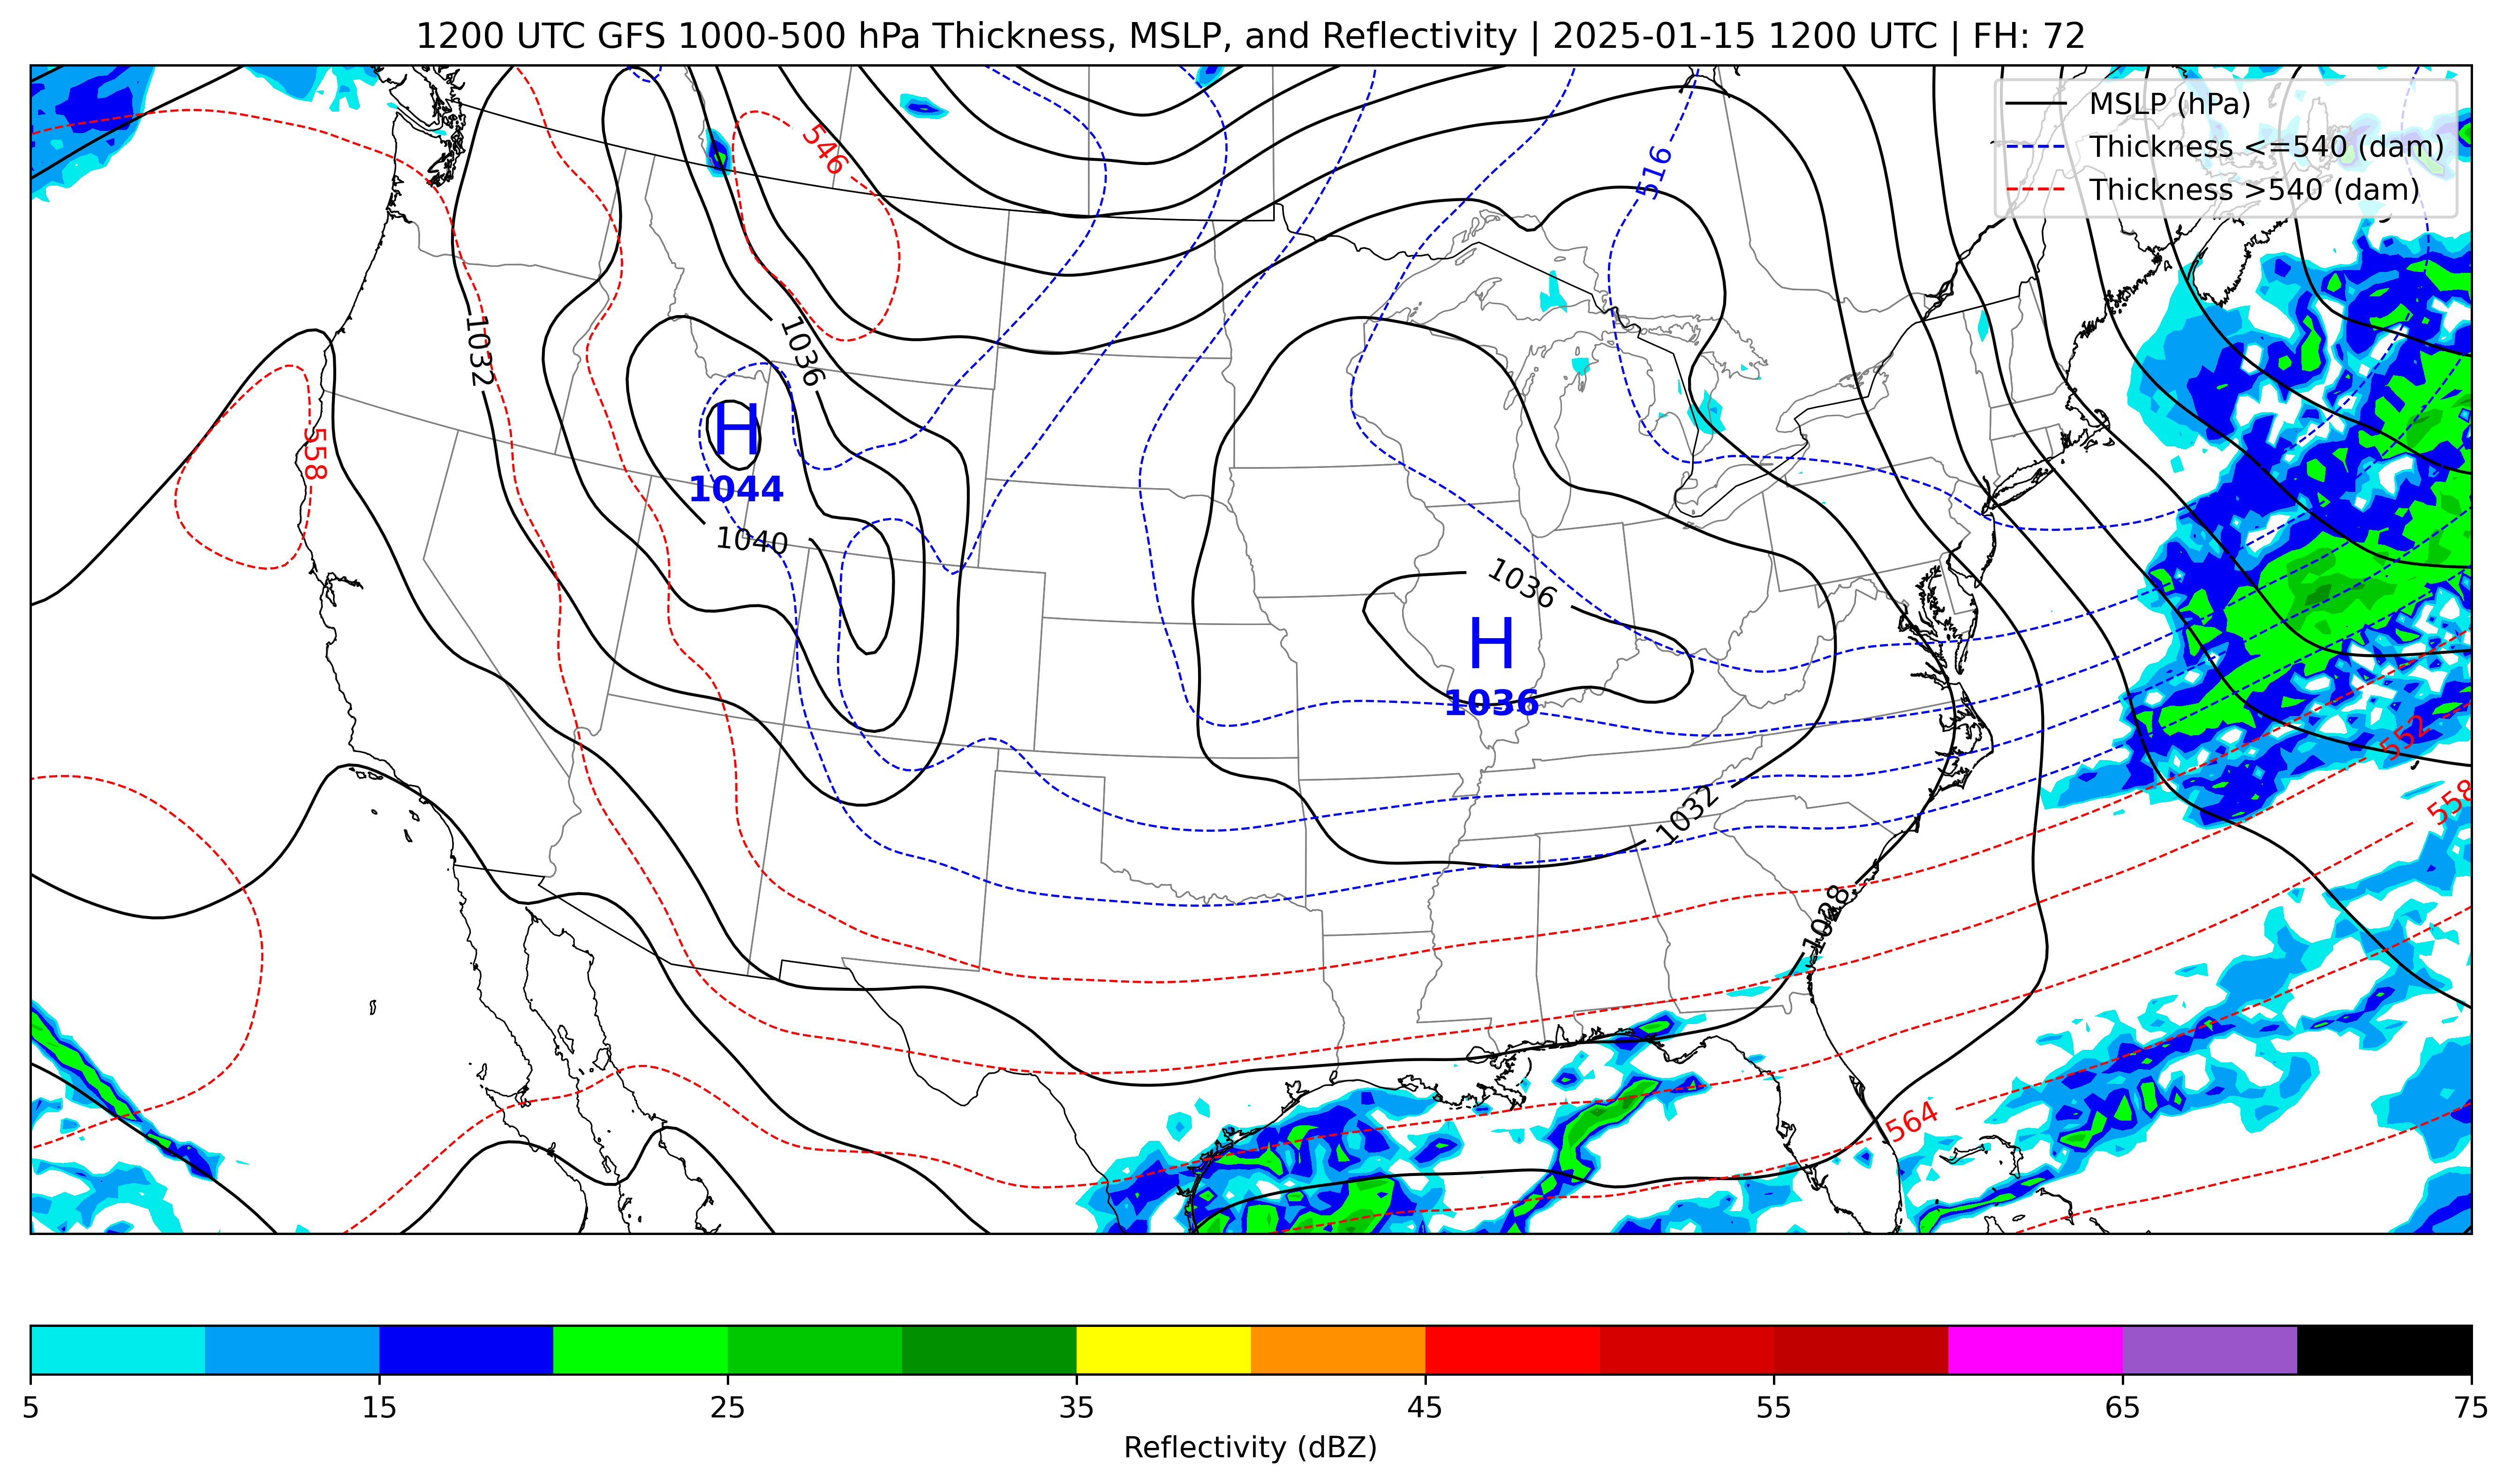 1200 UTC GFS 1000-500 hPa Thickness, MSLP, and Reflectivity | 2025-01-15 1200 UTC | FH: 72
MSLP (hPa)
Thickness <=540 (dam)
Thickness >540 (dam)
546
516
1032
1036
558
H
1044
1040
1036
H
1036
552
558
1032
1028
564
5 15 25 35 45 55 65 75
Reflectivity (dBZ)